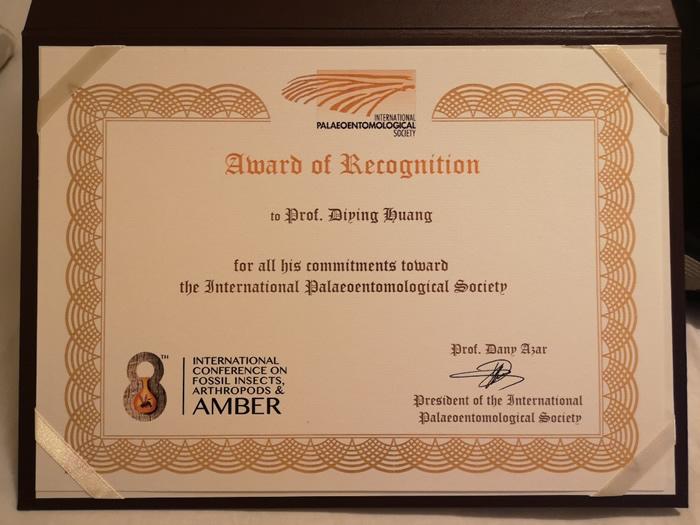 INTERNATIONAL
PALAEOENTOMOLOGICAL
SOCIETY
Award of Recognition
to Prof. Diying Huang
for all his commitments toward
the International Palaeoentomological Society
8TH
INTERNATIONAL
CONFERENCE ON
FOSSIL INSECTS,
ARTHROPODS &
AMBER
Prof. Dany Azar
President of the International
Palaeoentomological Society